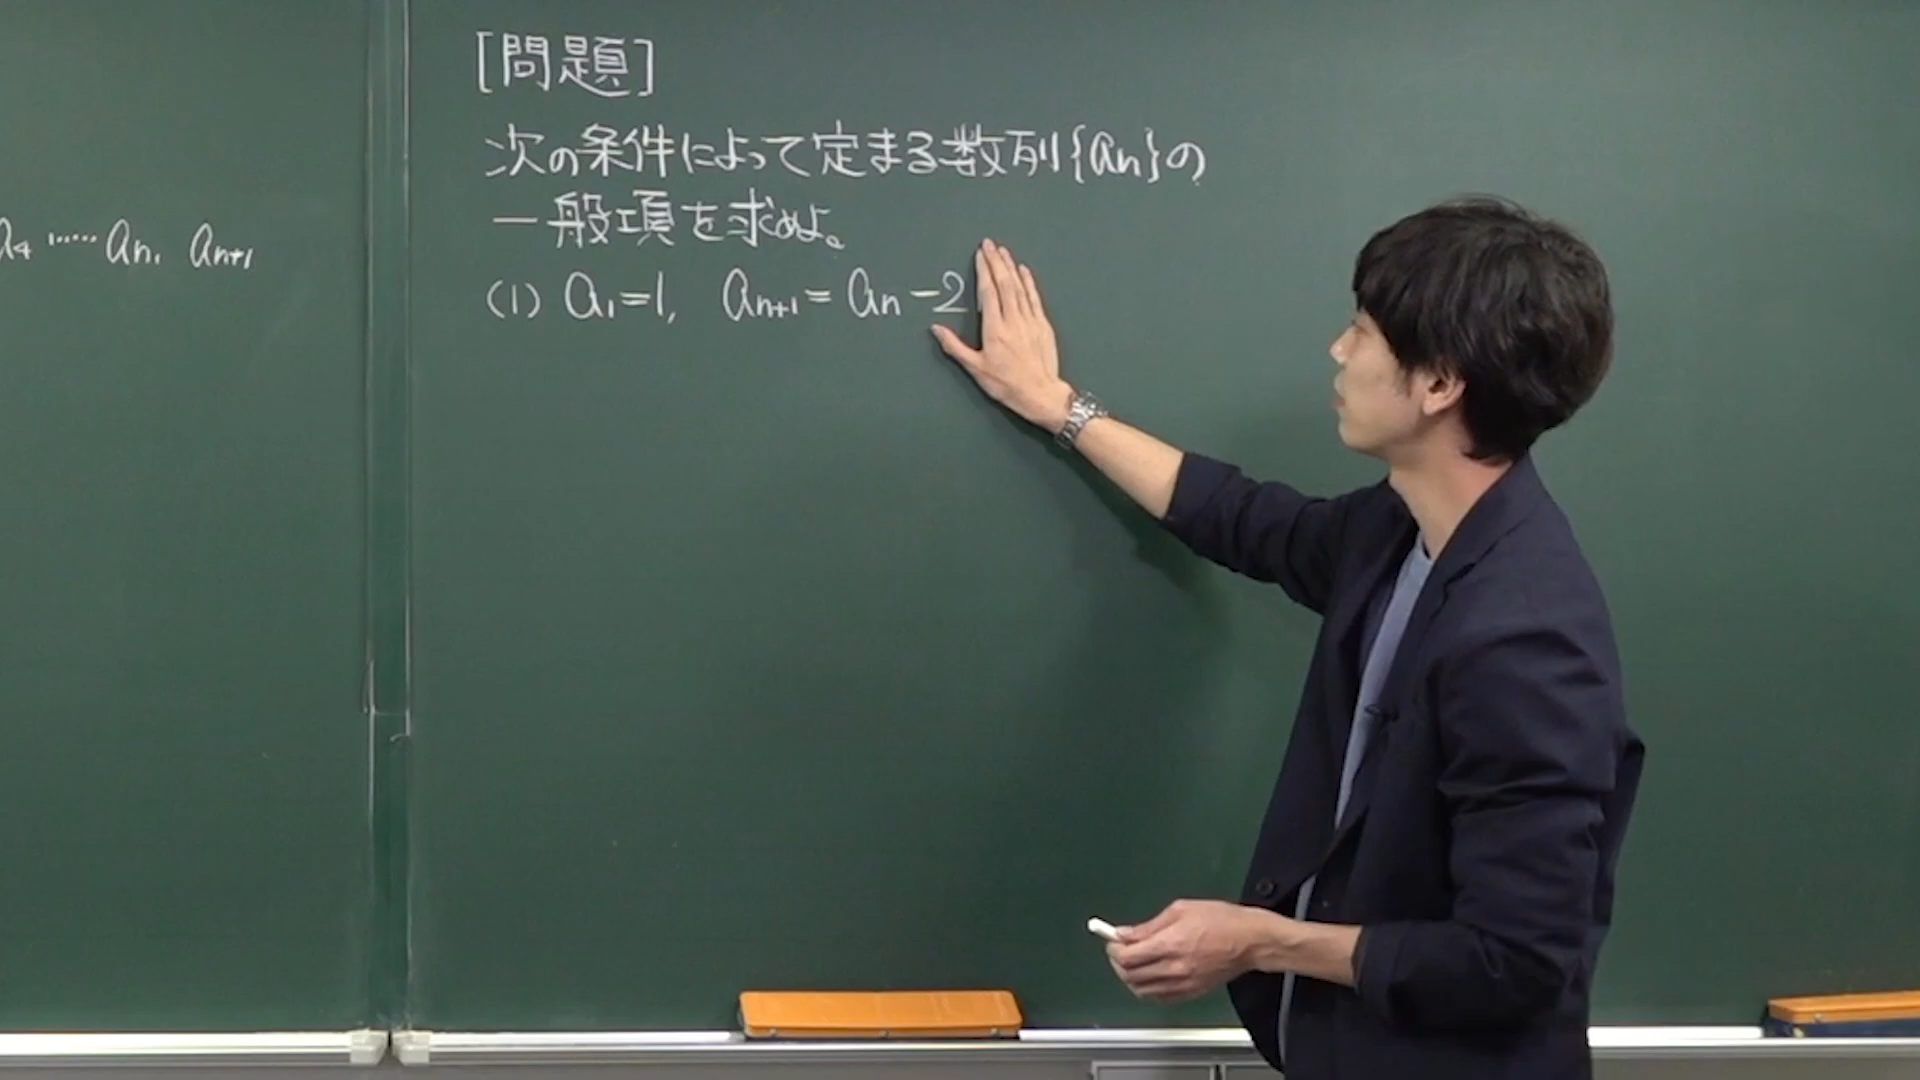 a₄ …… aₙ, aₙ₊₁
[問題]
次の条件によって定まる数列{aₙ}の
一般項を求めよ。
(1) a₁=1, aₙ₊₁=aₙ-2